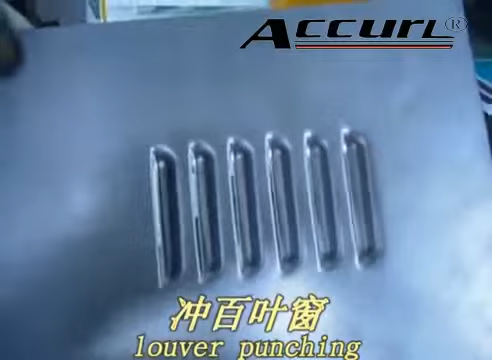 ACCURL®
冲百叶窗
louver punching